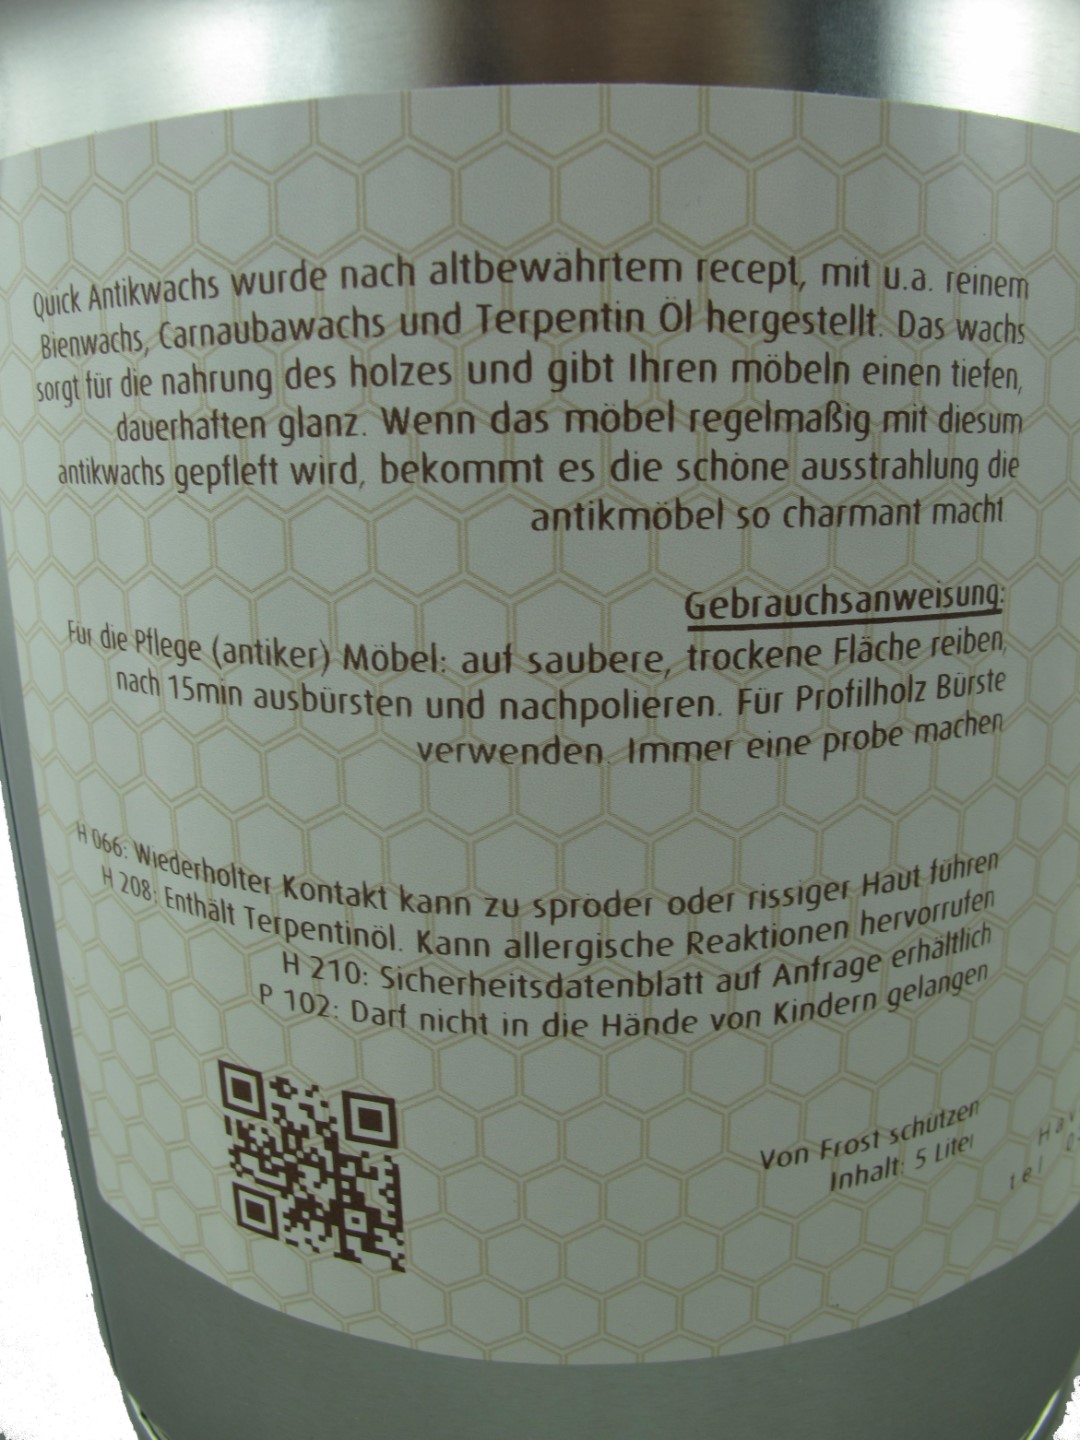 Quick Antikwachs wurde nach altbewährtem recept, mit u.a. reinem
Bienwachs, Carnaubawachs und Terpentin Öl hergestellt. Das wachs
sorgt für die nahrung des holzes und gibt Ihren möbeln einen tiefen,
dauerhaften glanz. Wenn das möbel regelmaßig mit diesum
antikwachs gepfleft wird, bekommt es die schöne ausstrahlung die
antikmöbel so charmant macht
Gebrauchsanweisung:
Für die Pflege (antiker) Möbel: auf saubere, trockene Fläche reiben,
nach 15min ausbürsten und nachpolieren. Für Profilholz Bürste
verwenden. Immer eine probe machen
H 066: Wiederholter Kontakt kann zu spröder oder rissiger Haut führen
H 208: Enthält Terpentinöl. Kann allergische Reaktionen hervorrufen
H 210: Sicherheitsdatenblatt auf Anfrage erhältlich
P 102: Darf nicht in die Hände von Kindern gelangen
Von Frost schützen
Inhalt: 5 Liter
tel